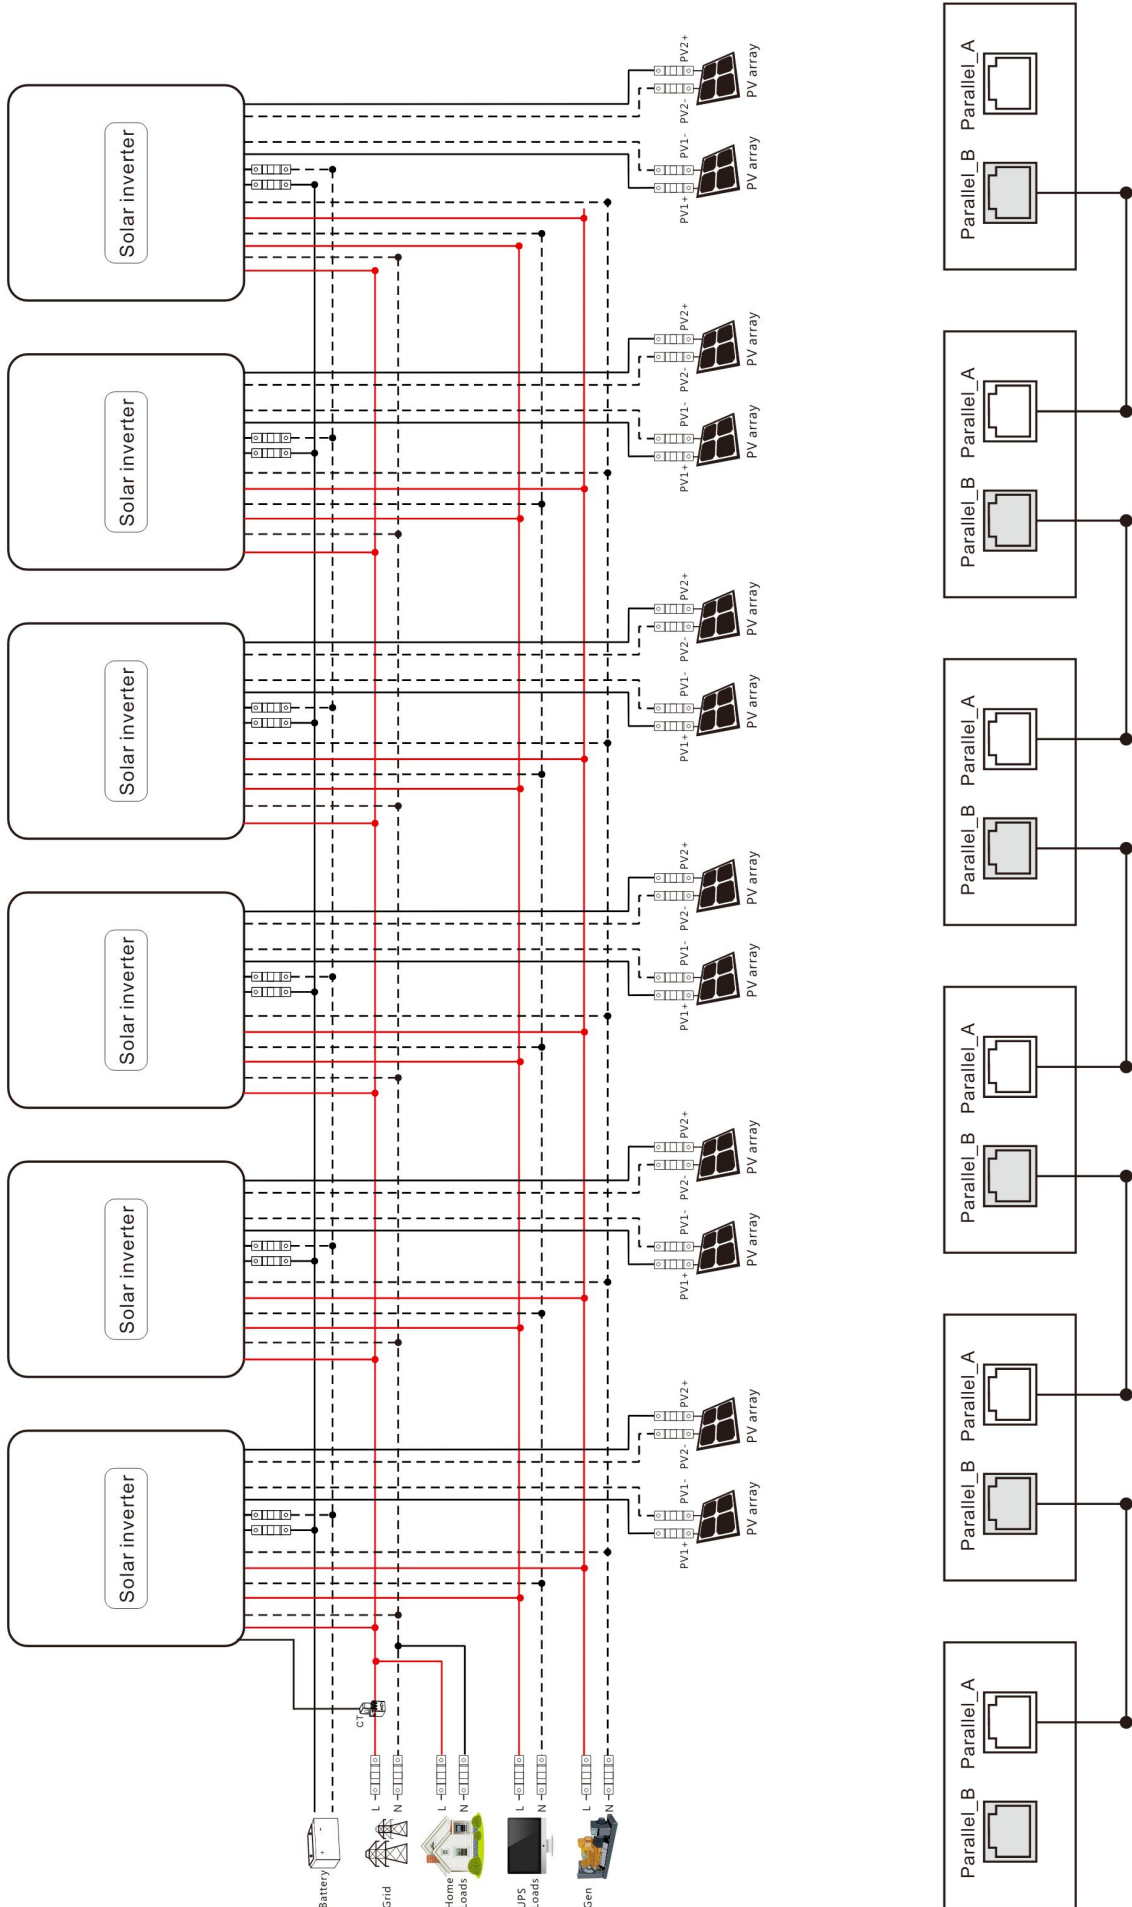 Solar inverter
PV2+
PV2-
PV array
PV1-
PV1+
PV array
Solar inverter
PV2+
PV2-
PV array
PV1-
PV1+
PV array
Solar inverter
PV2+
PV2-
PV array
PV1-
PV1+
PV array
Solar inverter
PV2+
PV2-
PV array
PV1-
PV1+
PV array
Solar inverter
PV2+
PV2-
PV array
PV1-
PV1+
PV array
Solar inverter
PV2+
PV2-
PV array
PV1-
PV1+
PV array
CT
L
N
L
N
L
N
L
N
- +
Battery
Grid
Home
Loads
UPS
Loads
Gen
Parallel_A
Parallel_B
Parallel_A
Parallel_B
Parallel_A
Parallel_B
Parallel_A
Parallel_B
Parallel_A
Parallel_B
Parallel_A
Parallel_B